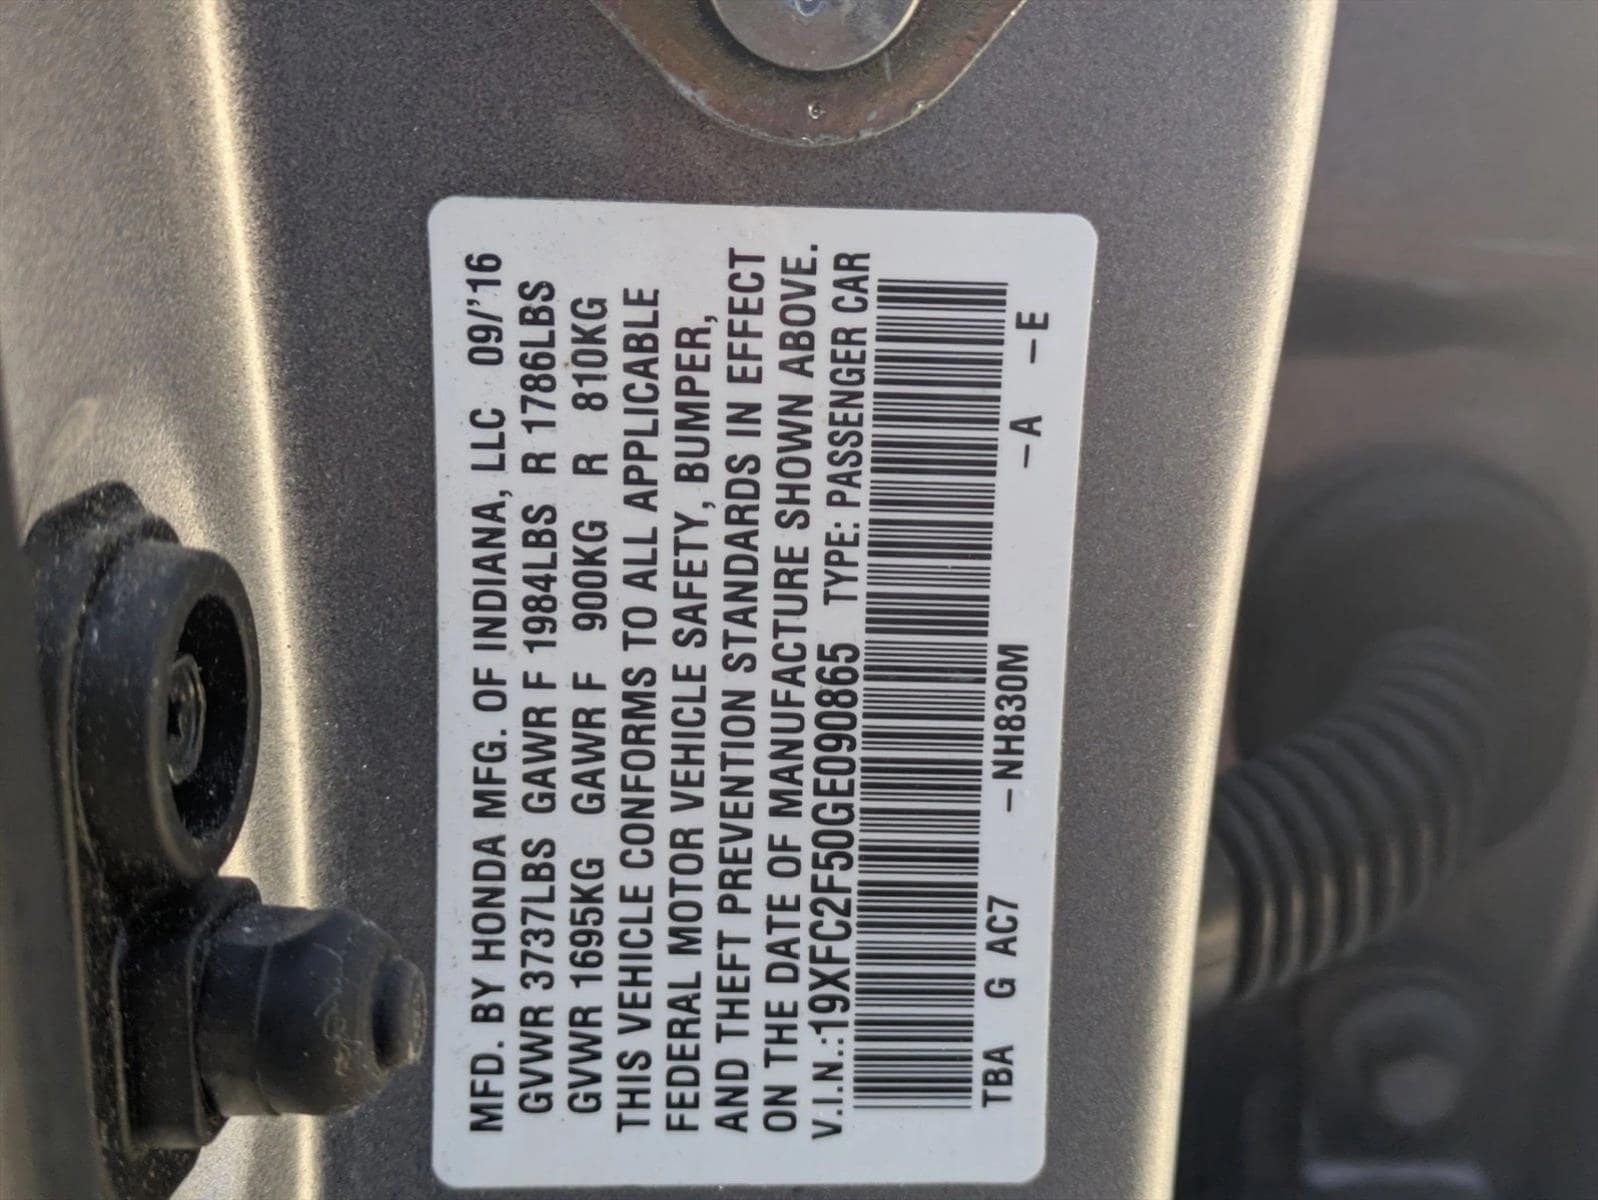 MFD. BY HONDA MFG. OF INDIANA, LLC 09/'16
GVWR 3737LBS GAWR F 1984LBS R 1786LBS
GVWR 1695KG GAWR F 900KG R 810KG
THIS VEHICLE CONFORMS TO ALL APPLICABLE
FEDERAL MOTOR VEHICLE SAFETY, BUMPER,
AND THEFT PREVENTION STANDARDS IN EFFECT
ON THE DATE OF MANUFACTURE SHOWN ABOVE.
V.I.N.:19XFC2F50GE090865 TYPE: PASSENGER CAR
TBA G AC7 –NH830M –A –E